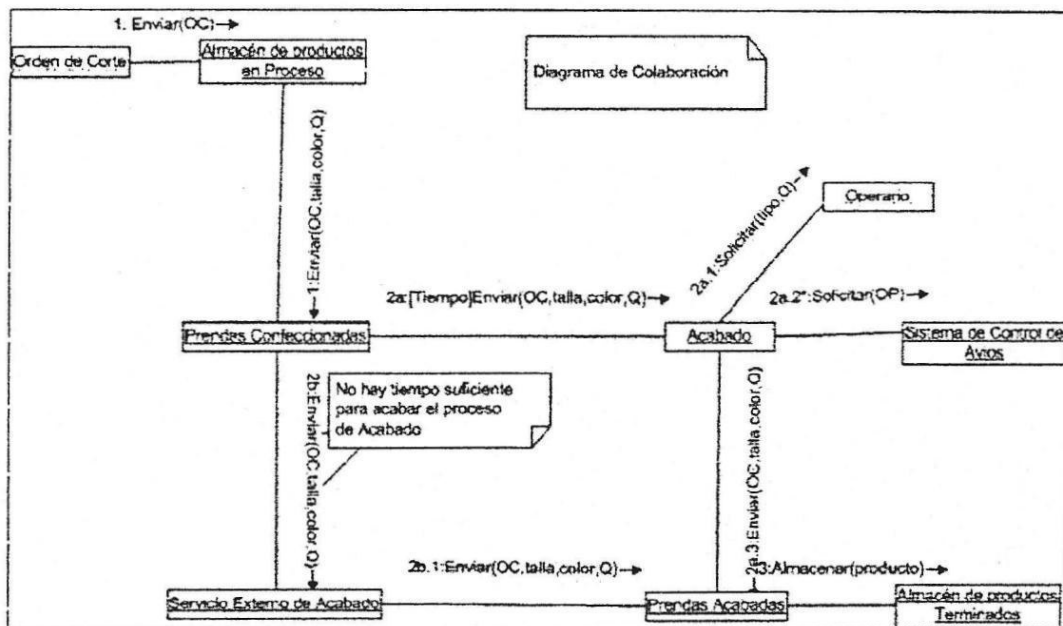 1. Enviar(OC)
Orden de Corte
Almacén de productos
en Proceso
Diagrama de Colaboración
1:Enviar(OC,talla,color,Q)
2a.1:Solicitar(tipo,Q)
Operario
2a:[Tiempo]Enviar(OC,talla,color,Q)
2a.2*:Solicitar(OP)
Prendas Confeccionadas
Acabado
Sistema de Control de
Avios
2b:Enviar(OC,talla,color,Q)
No hay tiempo suficiente
para acabar el proceso
de Acabado
2a.3:Enviar(OC,talla,color,Q)
2b.1:Enviar(OC,talla,color,Q)
3:Almacenar(producto)
Servicio Externo de Acabado
Prendas Acabadas
Almacén de productos
Terminados